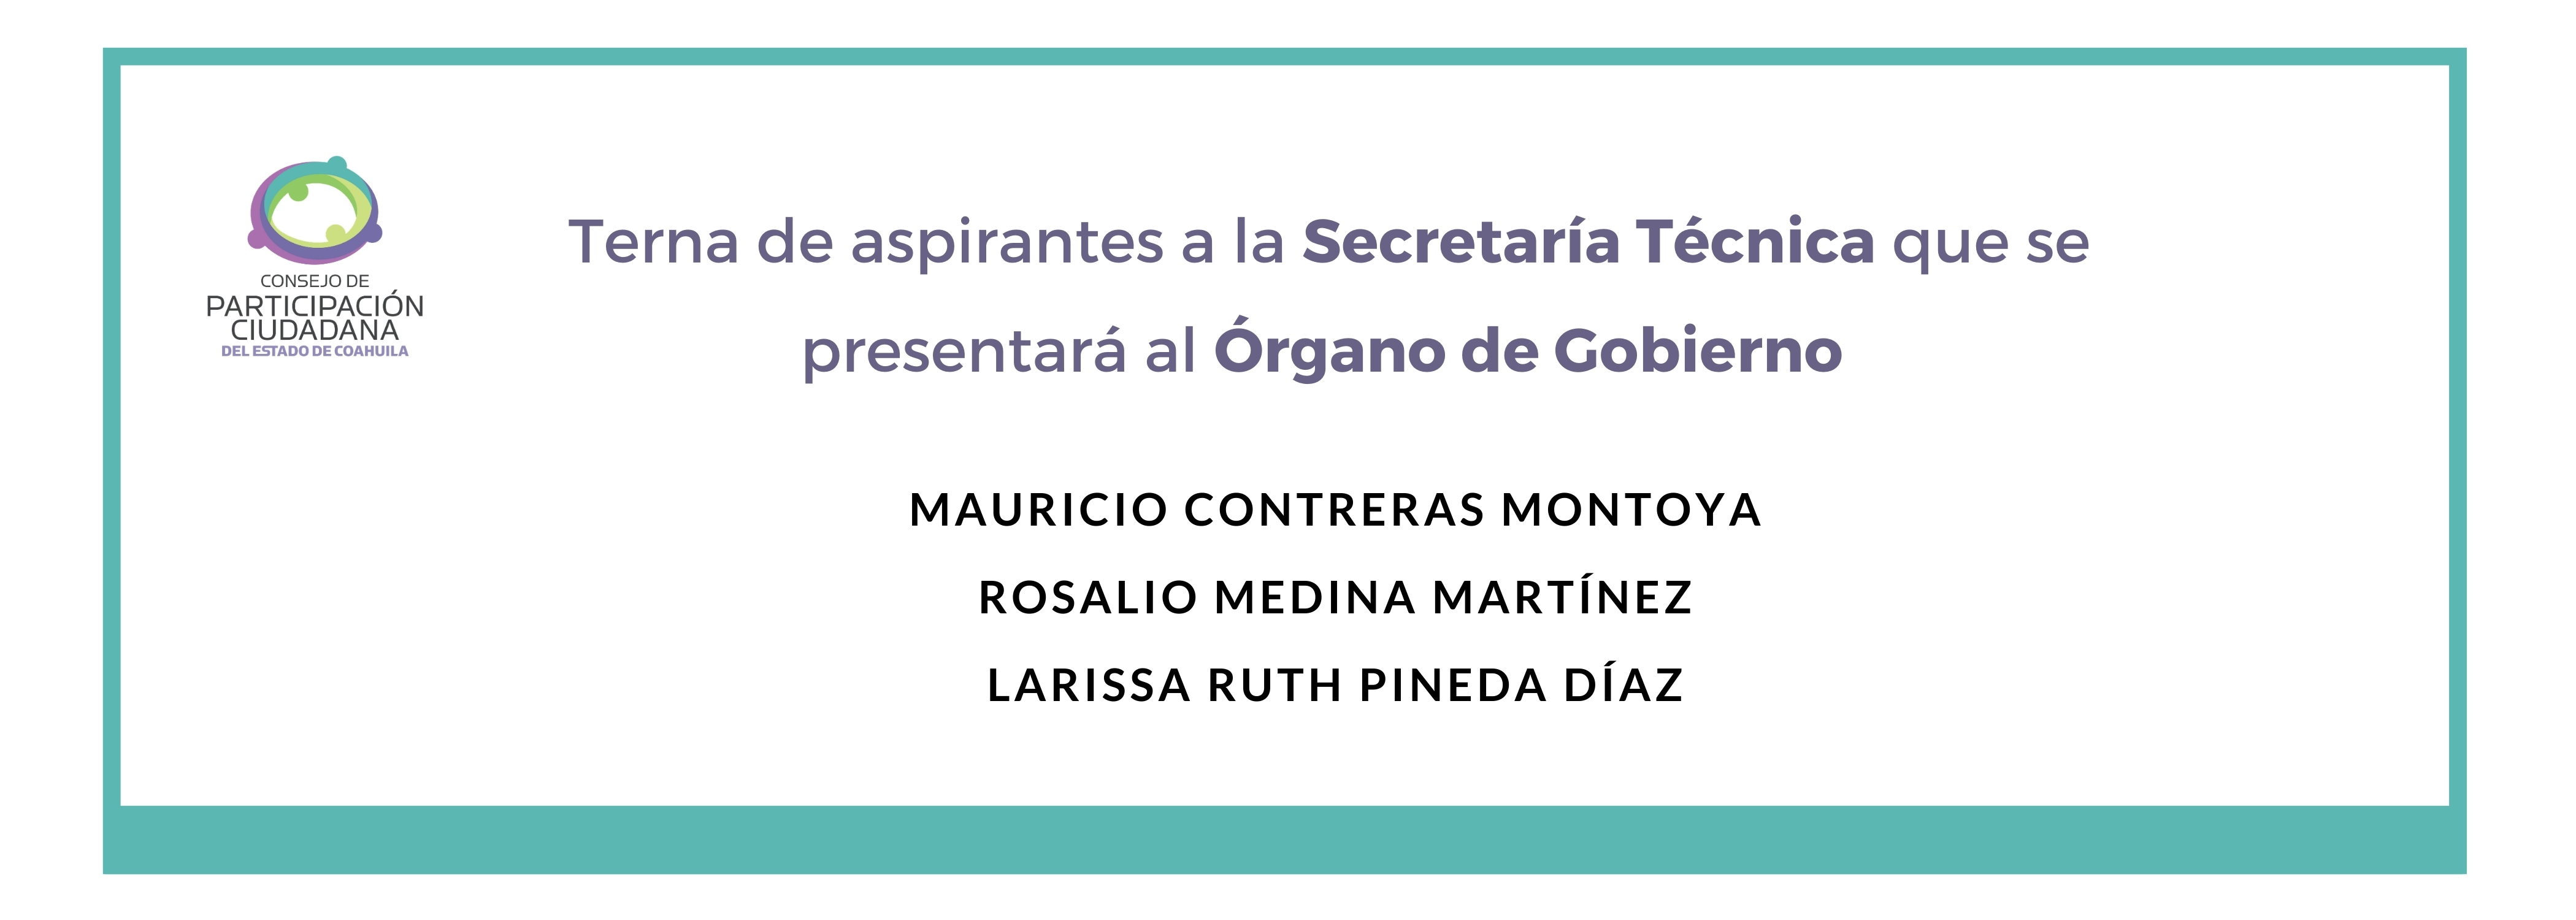 CONSEJO DE
PARTICIPACIÓN
CIUDADANA
DEL ESTADO DE COAHUILA
Terna de aspirantes a la Secretaría Técnica que se
presentará al Órgano de Gobierno
MAURICIO CONTRERAS MONTOYA
ROSALIO MEDINA MARTÍNEZ
LARISSA RUTH PINEDA DÍAZ